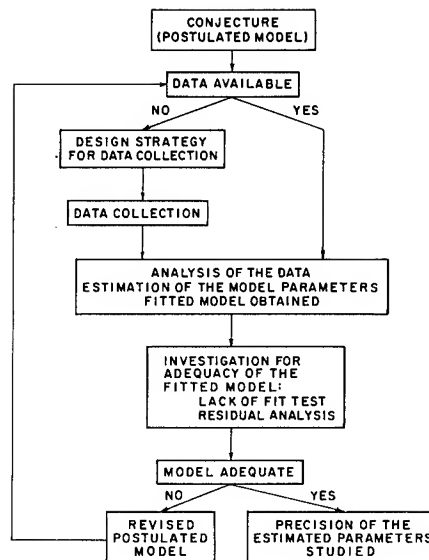 CONJECTURE
(POSTULATED MODEL)
DATA AVAILABLE
NO YES
DESIGN STRATEGY
FOR DATA COLLECTION
DATA COLLECTION
ANALYSIS OF THE DATA
ESTIMATION OF THE MODEL PARAMETERS
FITTED MODEL OBTAINED
INVESTIGATION FOR
ADEQUACY OF THE
FITTED MODEL:
LACK OF FIT TEST
RESIDUAL ANALYSIS
MODEL ADEQUATE
NO YES
REVISED
POSTULATED
MODEL
PRECISION OF THE
ESTIMATED PARAMETERS
STUDIED